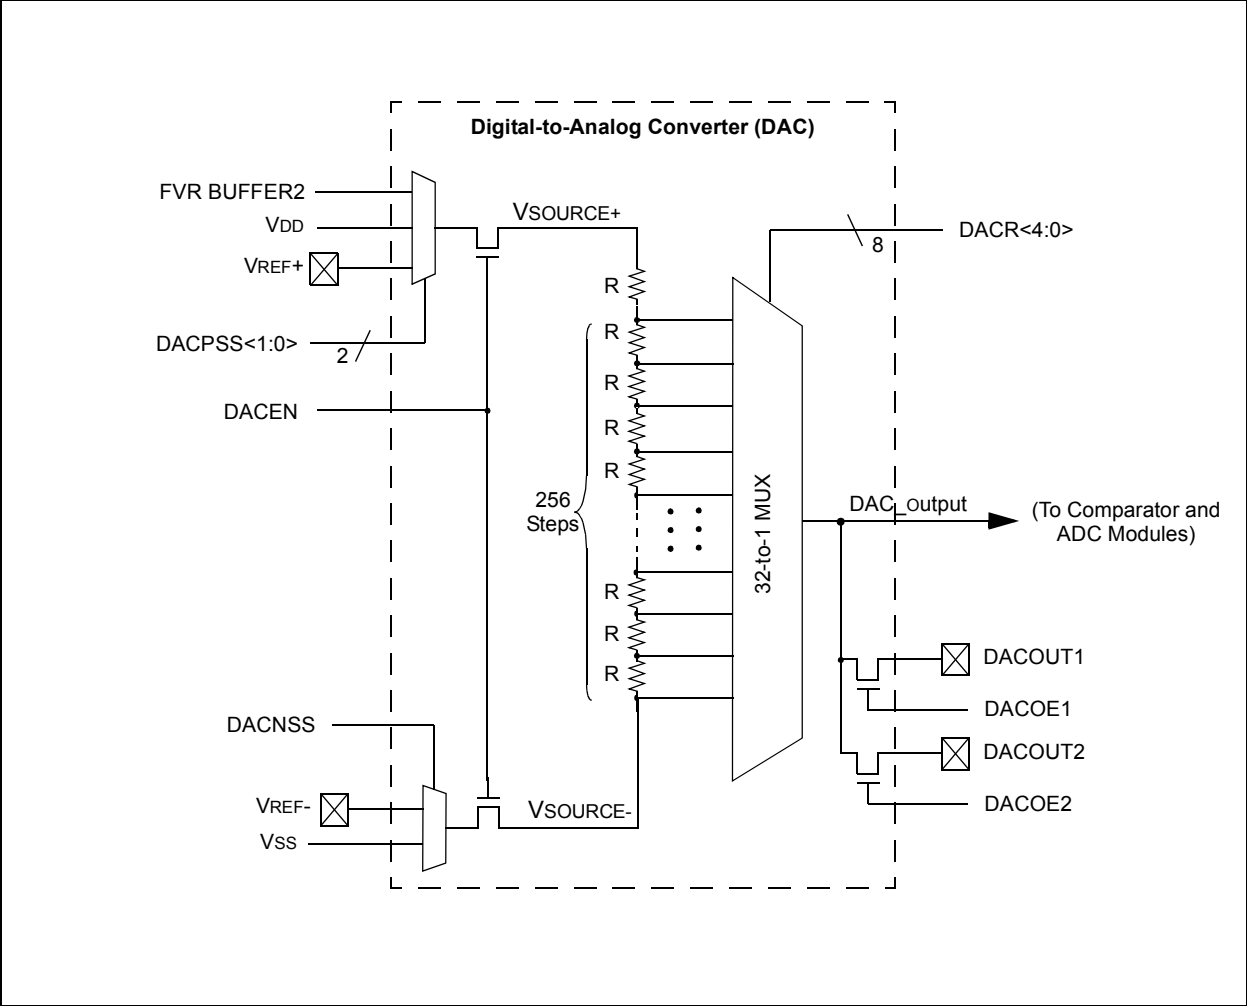 Digital-to-Analog Converter (DAC)
FVR BUFFER2
VDD
VREF+
DACPSS<1:0>
2
DACEN
VSOURCE+
DACR<4:0>
8
R
R
R
R
R
256
Steps
R
R
R
32-to-1 MUX
DAC_output
(To Comparator and
ADC Modules)
DACOUT1
DACOE1
DACOUT2
DACOE2
DACNSS
VREF-
VSS
VSOURCE-